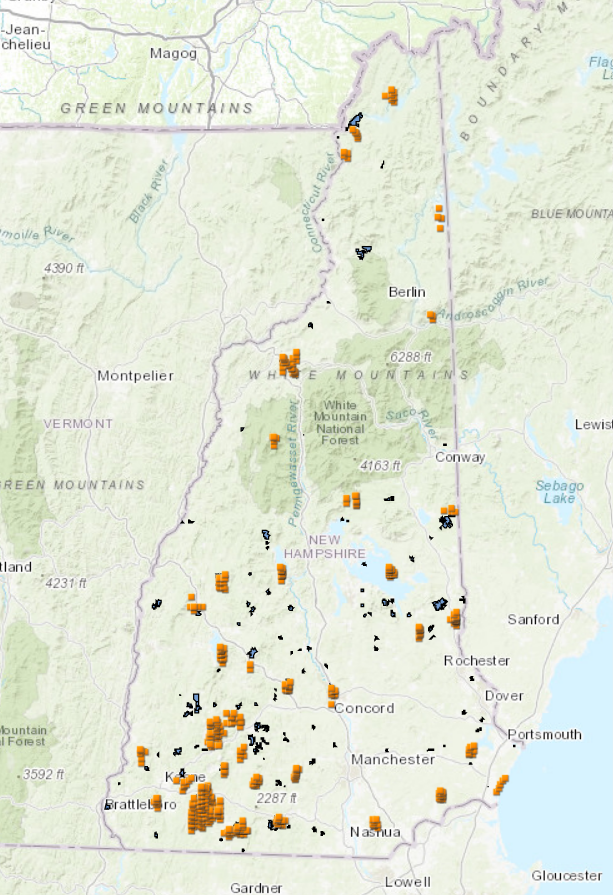 Jean-
chelieu
Magog
GREEN MOUNTAINS
BOUNDARY M
Flag
La
Black River
Connecticut River
BLUE MOUNTA
moille River
4390 ft
Berlin
Androscoggin River
6288 ft
Montpelier
WHITE MOUNTAINS
VERMONT
White
Mountain
National
Forest
Saco River
Lewist
Pemigewasset River
4163 ft
Conway
GREEN MOUNTAINS
Sebago
Lake
NEW
HAMPSHIRE
tland
4231 ft
Sanford
Rochester
Dover
Concord
Mountain
al Forest
Portsmouth
Manchester
3592 ft
Keene
Brattleboro
2287 ft
Nashua
Lowell
Gloucester
Gardner